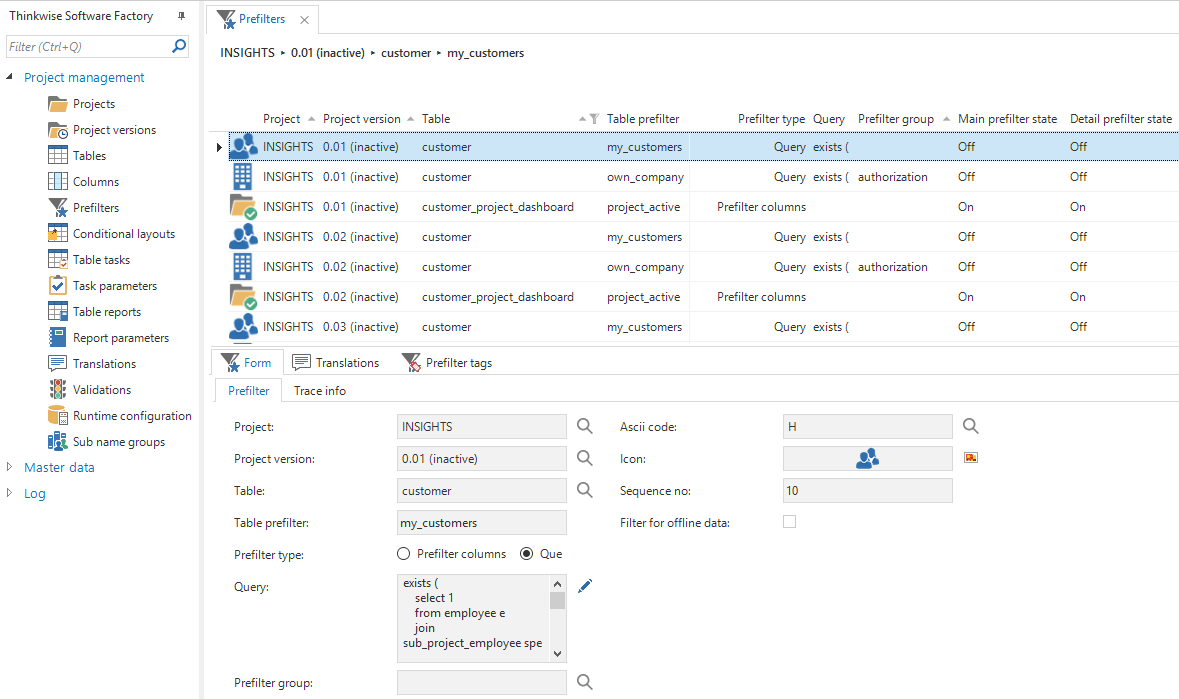 Thinkwise Software Factory
Filter (Ctrl+Q)
Project management
Projects
Project versions
Tables
Columns
Prefilters
Conditional layouts
Table tasks
Task parameters
Table reports
Report parameters
Translations
Validations
Runtime configuration
Sub name groups
Master data
Log
Prefilters
INSIGHTS 0.01 (inactive) customer my_customers
Project Project version Table Table prefilter Prefilter type Query Prefilter group Main prefilter state Detail prefilter state
INSIGHTS 0.01 (inactive) customer my_customers Query exists ( Off Off
INSIGHTS 0.01 (inactive) customer own_company Query exists ( authorization Off Off
INSIGHTS 0.01 (inactive) customer_project_dashboard project_active Prefilter columns On On
INSIGHTS 0.02 (inactive) customer my_customers Query exists ( Off Off
INSIGHTS 0.02 (inactive) customer own_company Query exists ( authorization Off Off
INSIGHTS 0.02 (inactive) customer_project_dashboard project_active Prefilter columns On On
INSIGHTS 0.03 (inactive) customer my_customers Query exists ( Off Off
Form Translations Prefilter tags
Prefilter Trace info
Project: INSIGHTS
Project version: 0.01 (inactive)
Table: customer
Table prefilter: my_customers
Prefilter type: Prefilter columns Que
Query: exists (
select 1
from employee e
join
sub_project_employee spe
Prefilter group:
Ascii code: H
Icon:
Sequence no: 10
Filter for offline data: